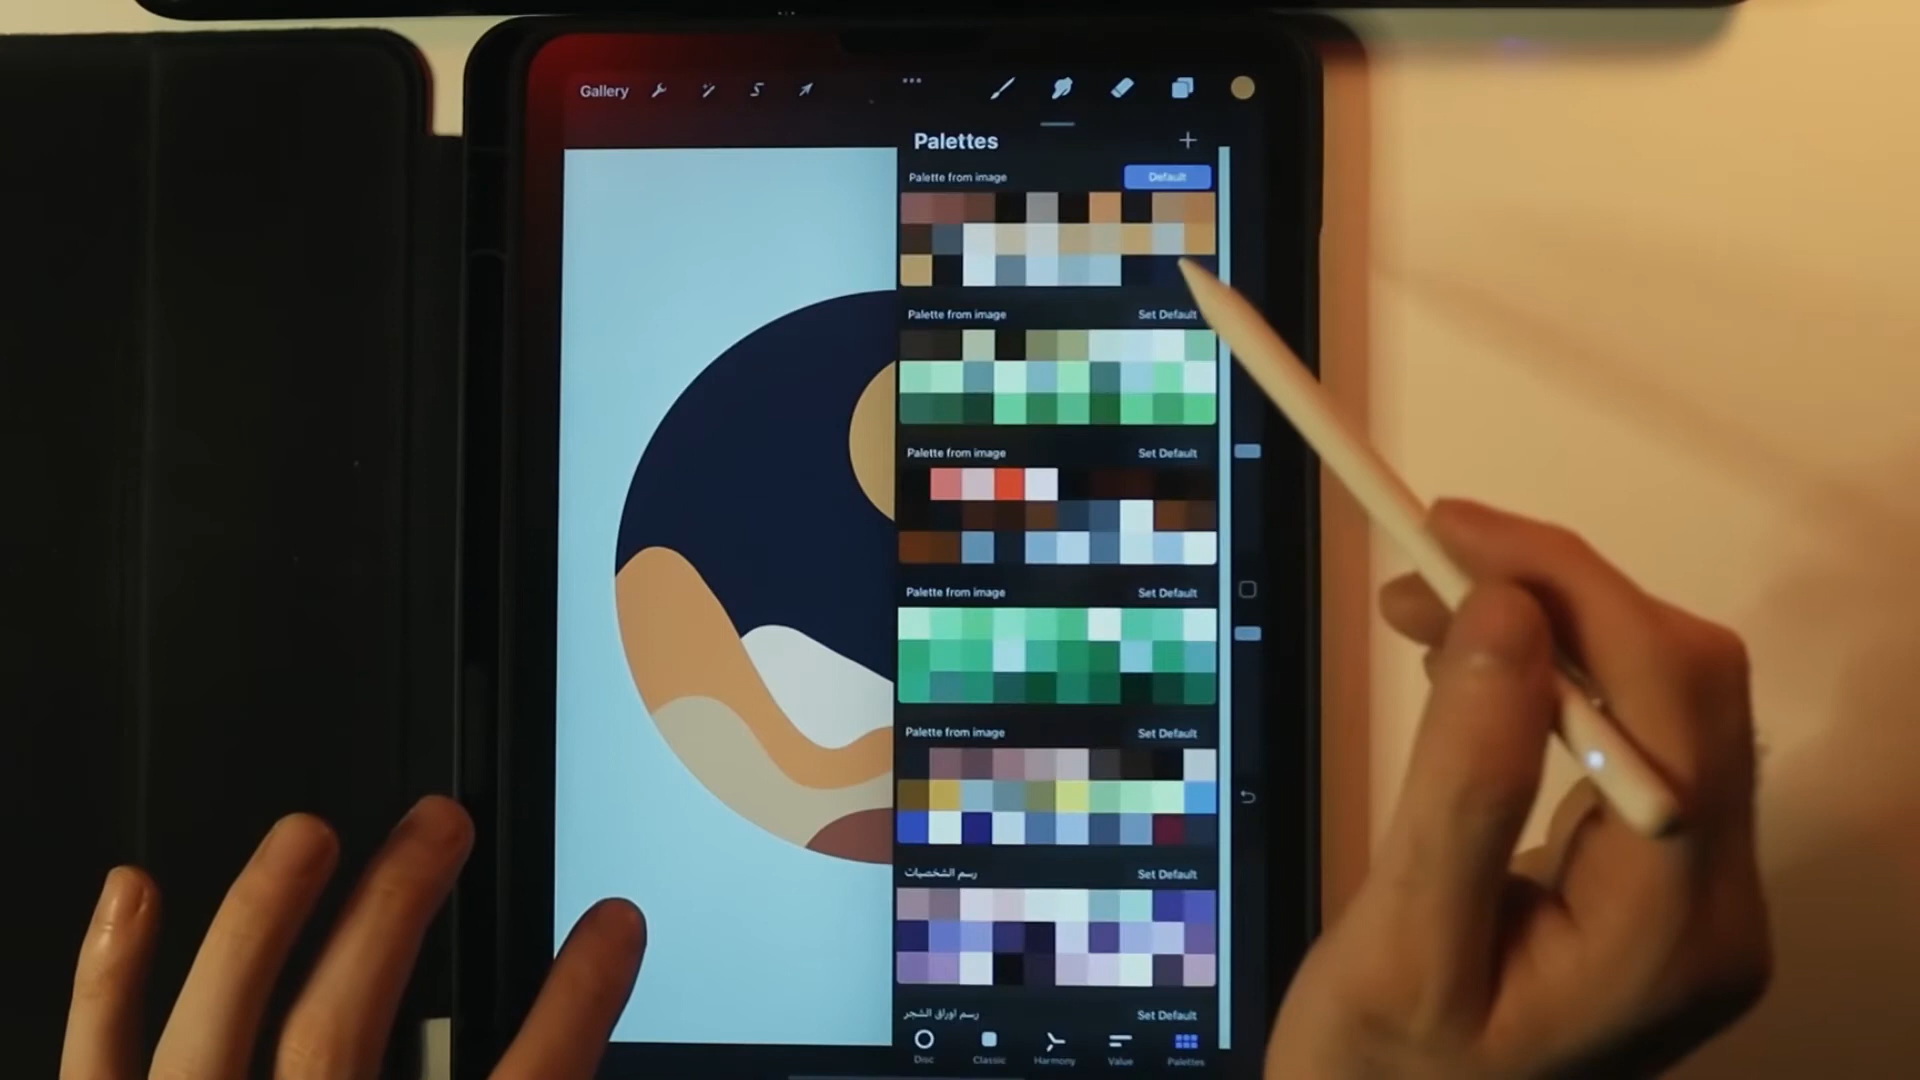 Gallery
Palettes
Palette from image Default
Palette from image Set Default
Palette from image Set Default
Palette from image Set Default
Palette from image Set Default
رسم الشخصيات Set Default
رسم اوراق الشجر Set Default
Disc Classic Harmony Value Palettes